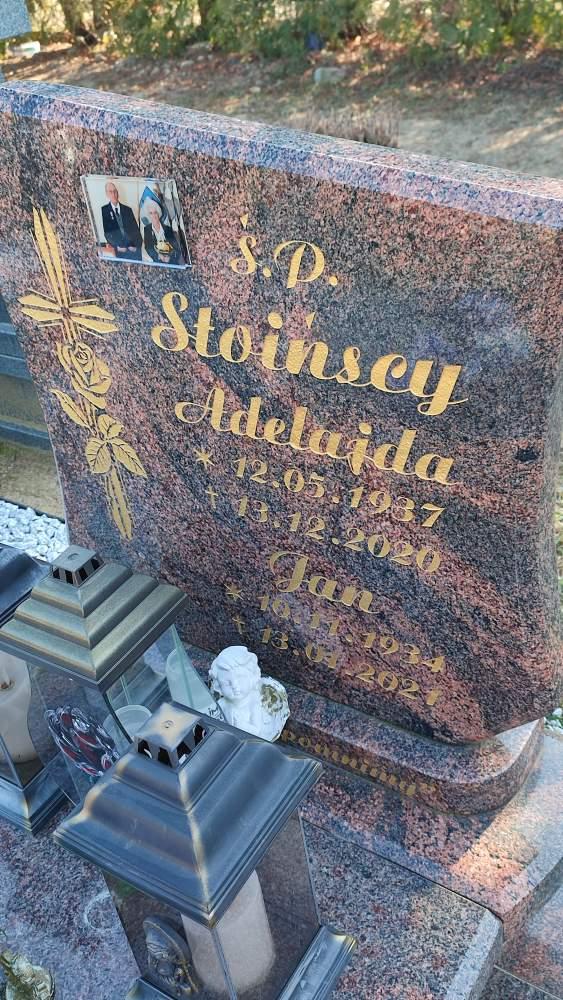 Ś.P.
Stoińscy
Adelajda
* 12.05.1937
† 13.12.2020
Jan
* 10.11.1934
† 13.01.2021